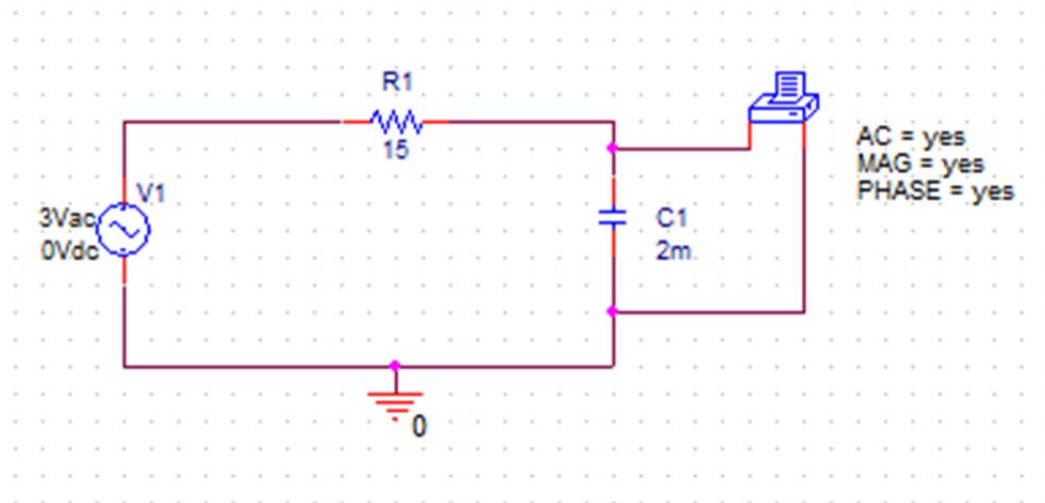 R1
15
AC = yes
MAG = yes
PHASE = yes
V1
3Vac
0Vdc
C1
2m
0